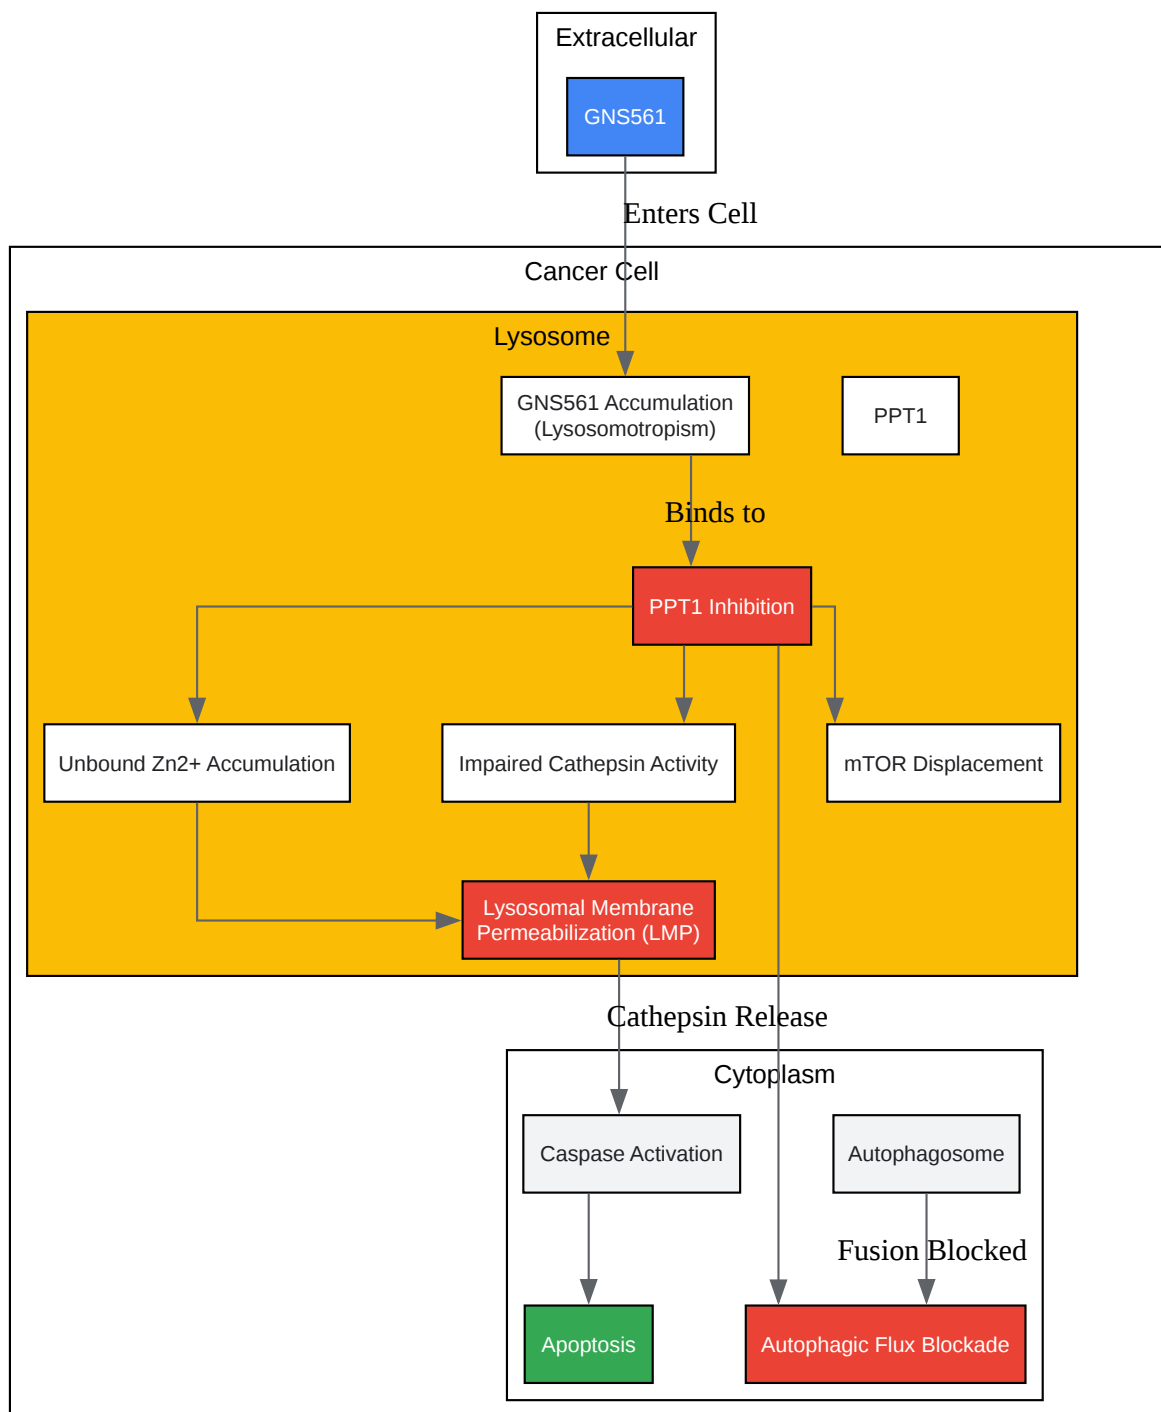 Extracellular
GNS561
Enters Cell
Cancer Cell
Lysosome
GNS561 Accumulation
(Lysosomotropism)
PPT1
Binds to
PPT1 Inhibition
Unbound Zn2+ Accumulation
Impaired Cathepsin Activity
mTOR Displacement
Lysosomal Membrane
Permeabilization (LMP)
Cathepsin Release
Cytoplasm
Caspase Activation
Autophagosome
Fusion Blocked
Apoptosis
Autophagic Flux Blockade